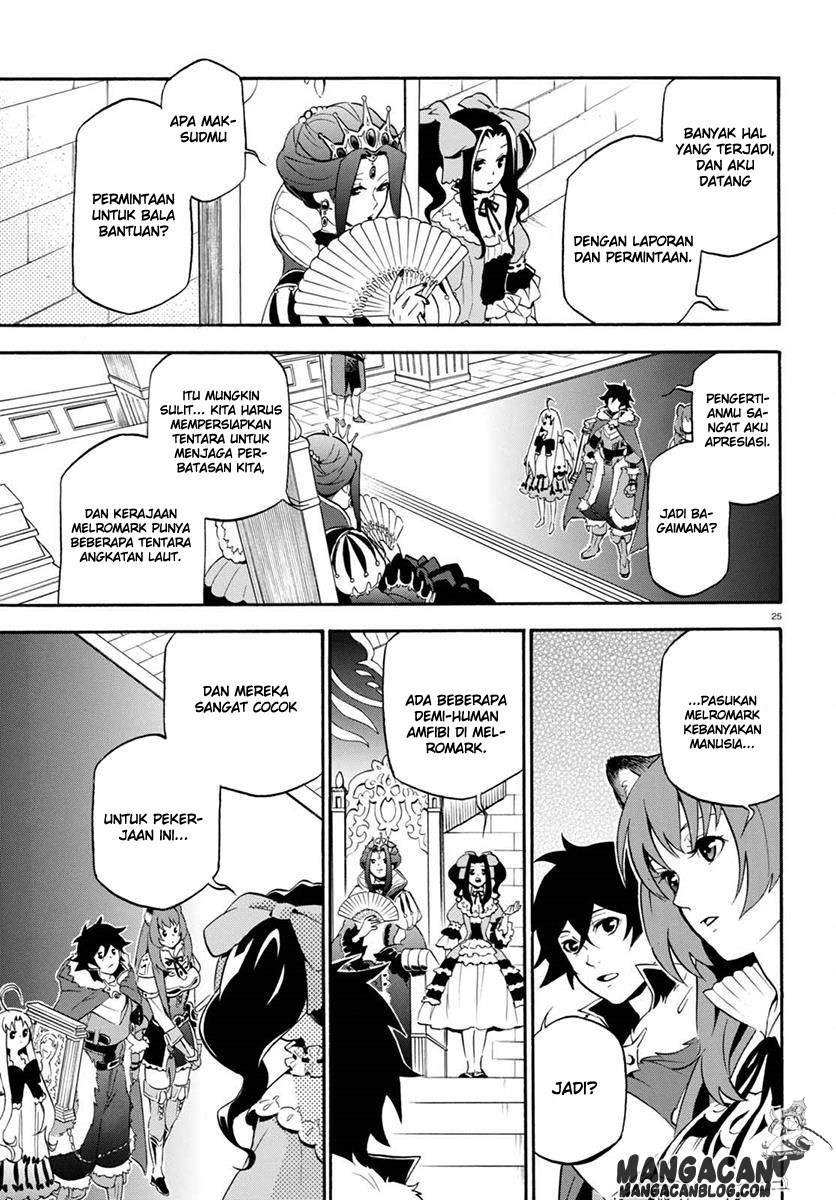 BANYAK HAL
YANG TERJADI,
DAN AKU
DATANG
DENGAN LAPORAN
DAN PERMINTAAN.
APA MAK-
SUDMU
PERMINTAAN
UNTUK BALA
BANTUAN?
PENGERTI-
ANMU SA-
NGAT AKU
APRESIASI.
JADI BA-
GAIMANA?
ITU MUNGKIN
SULIT... KITA HARUS
MEMPERSIAPKAN
TENTARA UNTUK
MENJAGA PER-
BATASAN KITA,
DAN KERAJAAN
MELROMARK PUNYA
BEBERAPA TENTARA
ANGKATAN LAUT.
25
...PASUKAN
MELROMARK
KEBANYAKAN
MANUSIA...
JADI?
ADA BEBERAPA
DEMI-HUMAN
AMFIBI DI MEL-
ROMARK.
DAN MEREKA
SANGAT COCOK
UNTUK PEKER-
JAAN INI...
MANGACAN
MANGACANBLOG.COM